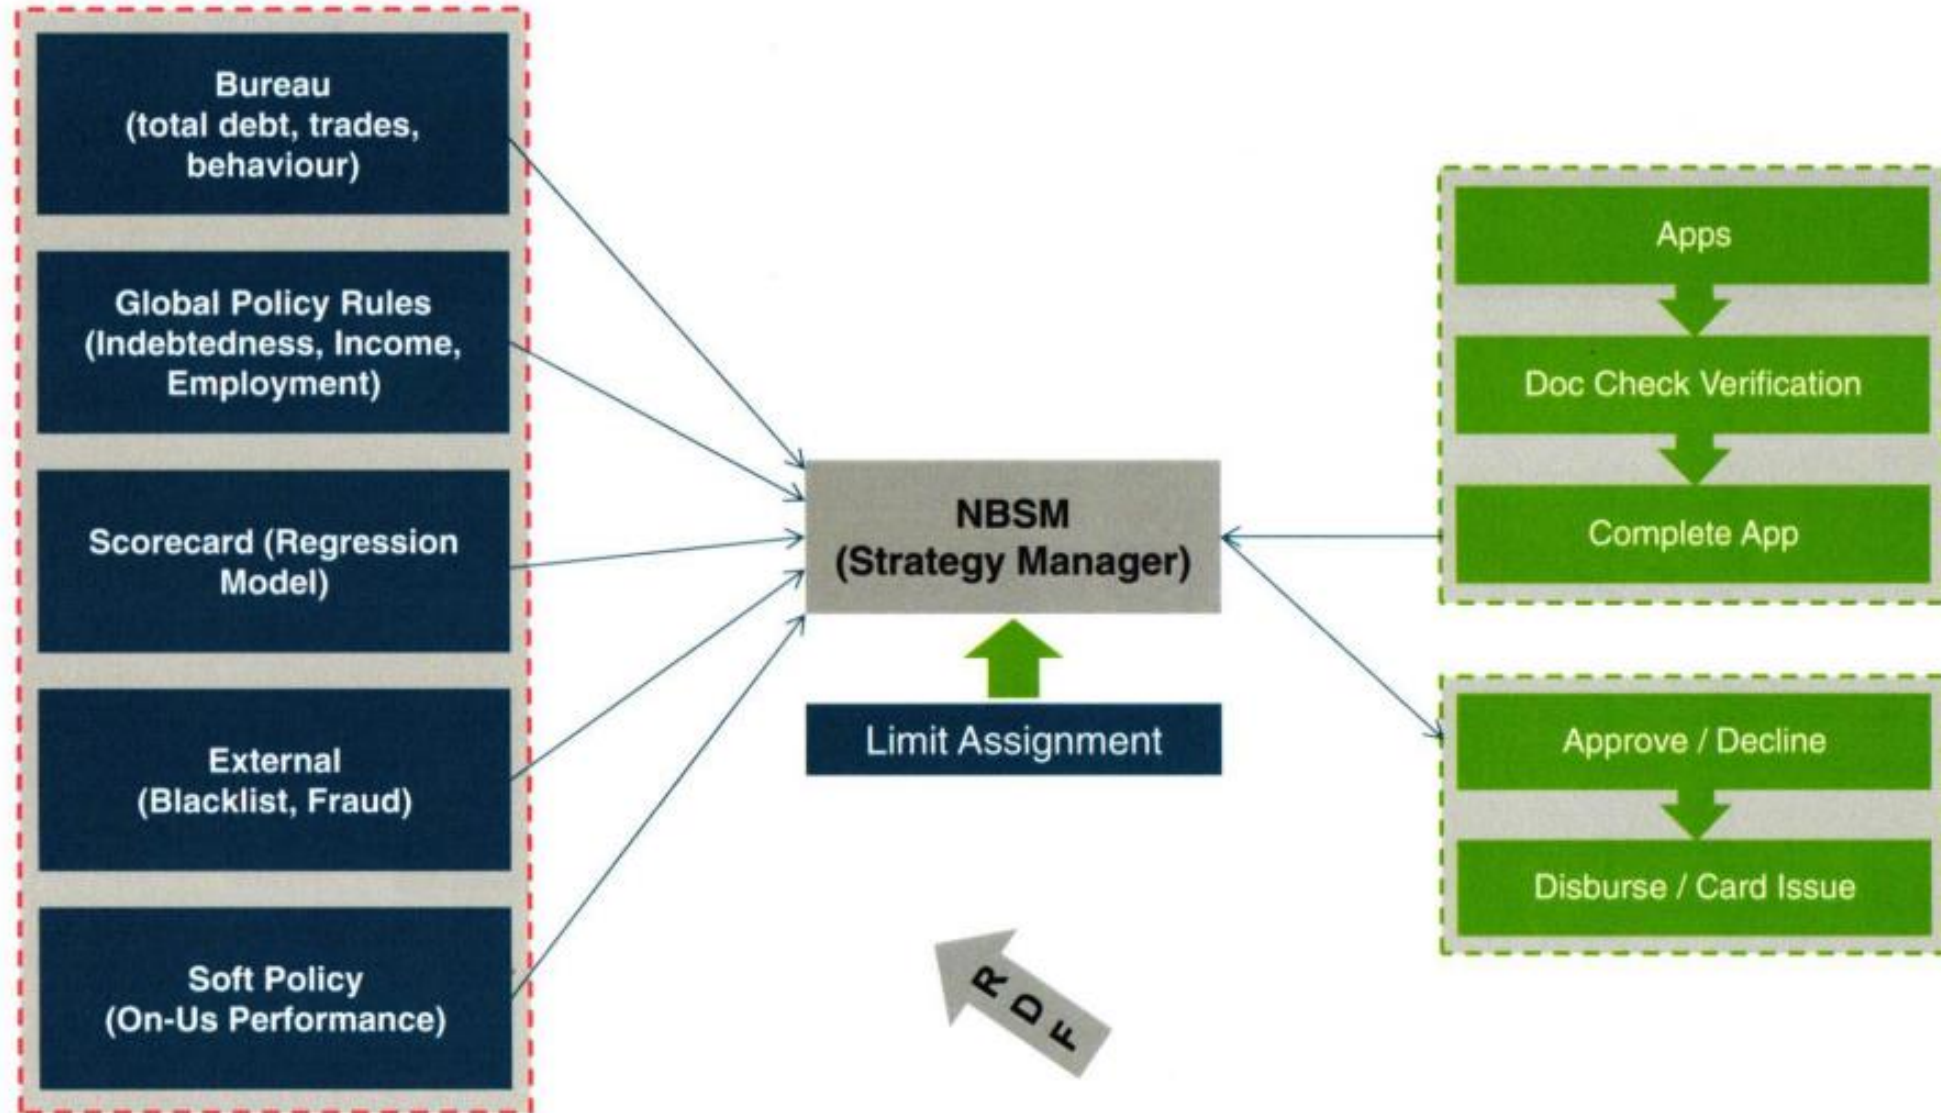 Bureau
(total debt, trades,
behaviour)
Global Policy Rules
(Indebtedness, Income,
Employment)
Scorecard (Regression
Model)
External
(Blacklist, Fraud)
Soft Policy
(On-Us Performance)
NBSM
(Strategy Manager)
Limit Assignment
RDF
Apps
Doc Check Verification
Complete App
Approve / Decline
Disburse / Card Issue